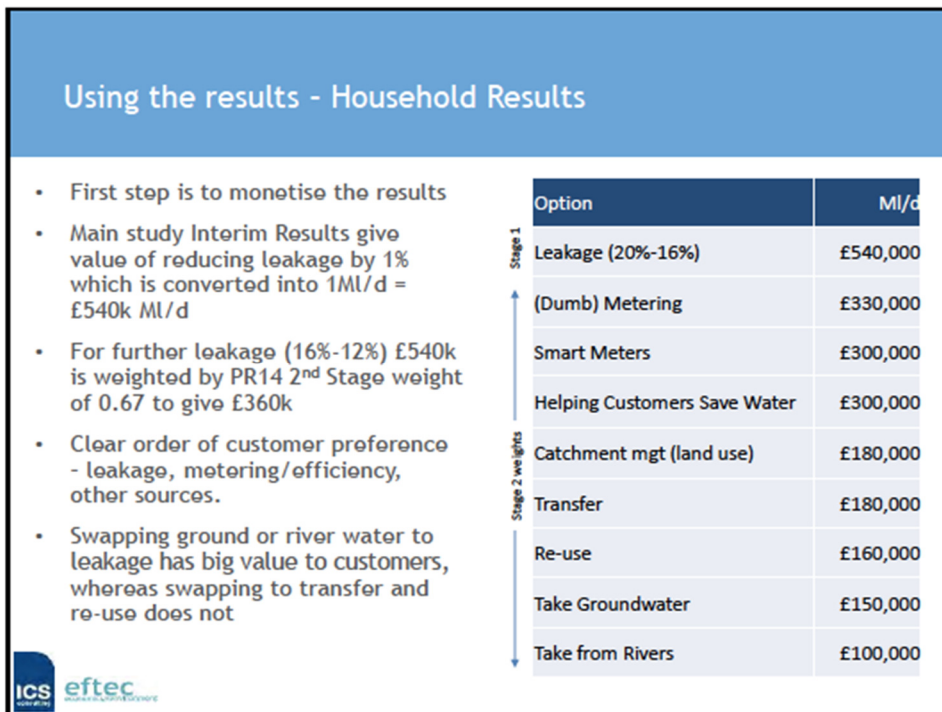 Using the results - Household Results
• First step is to monetise the results
• Main study Interim Results give
value of reducing leakage by 1%
which is converted into 1Ml/d =
£540k Ml/d
• For further leakage (16%-12%) £540k
is weighted by PR14 2nd Stage weight
of 0.67 to give £360k
• Clear order of customer preference
- leakage, metering/efficiency,
other sources.
• Swapping ground or river water to
leakage has big value to customers,
whereas swapping to transfer and
re-use does not
Option Ml/d
Stage 1
Leakage (20%-16%) £540,000
Stage 2 weights
(Dumb) Metering £330,000
Smart Meters £300,000
Helping Customers Save Water £300,000
Catchment mgt (land use) £180,000
Transfer £180,000
Re-use £160,000
Take Groundwater £150,000
Take from Rivers £100,000
ICS
consulting
eftec